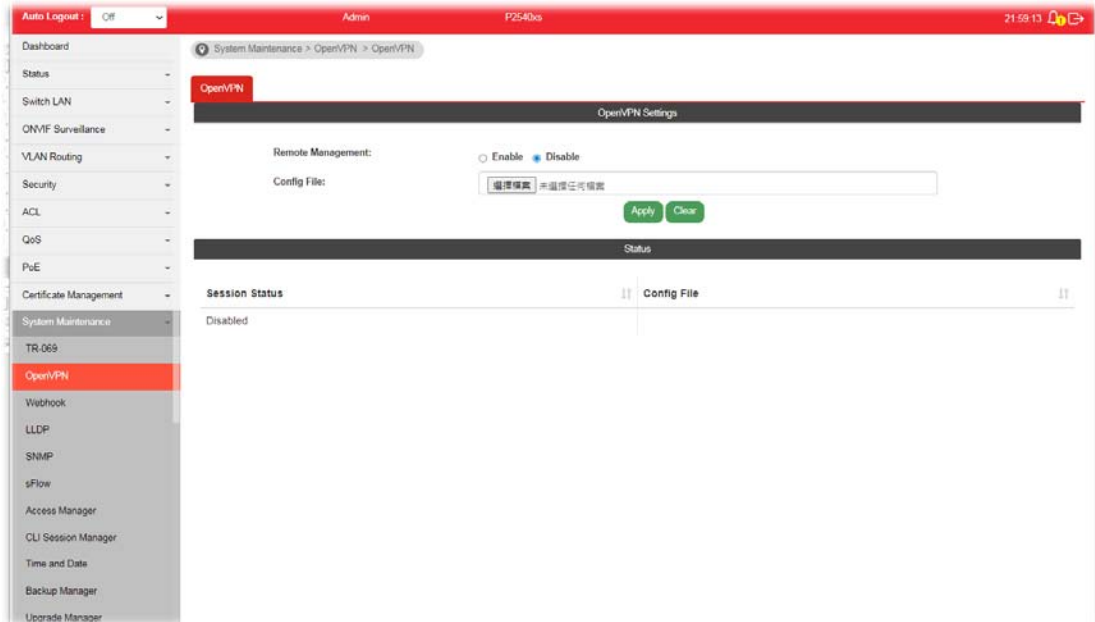 Auto Logout : Off Admin P2540xs 21:59:13 1
Dashboard
System Maintenance > OpenVPN > OpenVPN
Status
Switch LAN
ONVIF Surveillance
VLAN Routing
Security
ACL
QoS
PoE
Certificate Management
System Maintenance
TR-069
OpenVPN
Webhook
LLDP
SNMP
sFlow
Access Manager
CLI Session Manager
Time and Date
Backup Manager
Upgrade Manager
OpenVPN
OpenVPN Settings
Remote Management: Enable Disable
Config File: 選擇檔案 未選擇任何檔案
Apply Clear
Status
Session Status Config File
Disabled